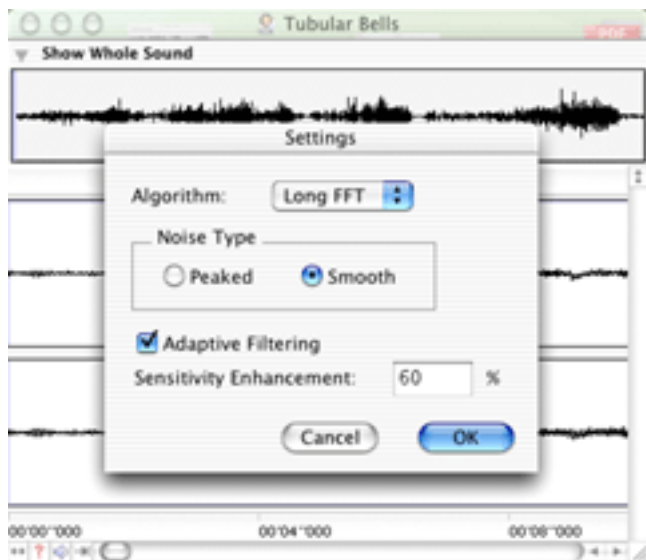 Tubular Bells
Show Whole Sound
Settings
Algorithm: Long FFT
Noise Type
Peaked Smooth
Adaptive Filtering
Sensitivity Enhancement: 60 %
Cancel OK
00'00"000 00'04"000 00'08"000